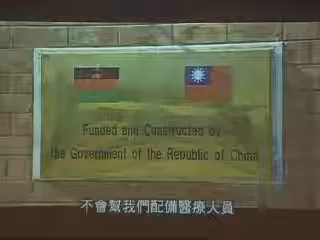 Funded and Constructed by
the Government of the Republic of China
不會幫我們配備醫療人員